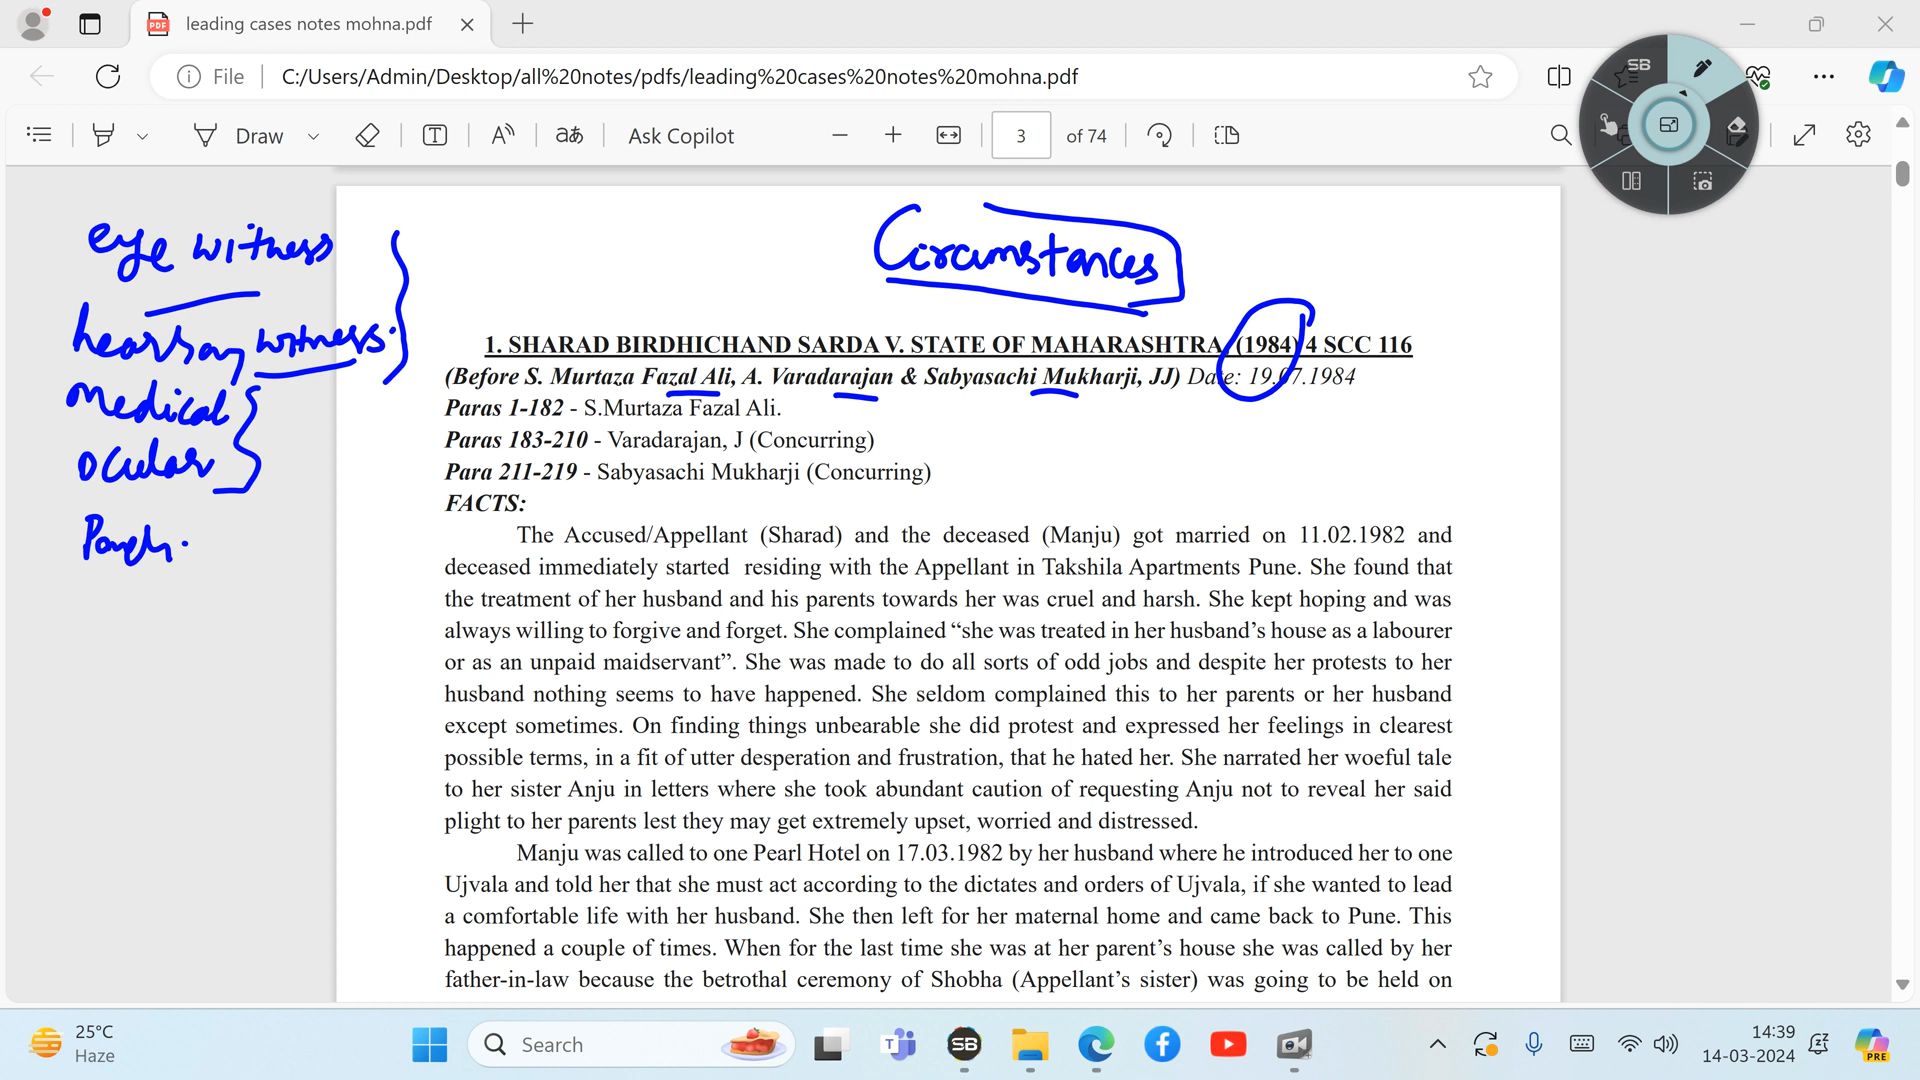 leading cases notes mohna.pdf
File
C:/Users/Admin/Desktop/all%20notes/pdfs/leading%20cases%20notes%20mohna.pdf
Draw
Ask Copilot
3 of 74
SB
eye witness
hearsay witness.
medical
ocular
Circumstances
1. SHARAD BIRDHICHAND SARDA V. STATE OF MAHARASHTRA (1984) 4 SCC 116
(Before S. Murtaza Fazal Ali, A. Varadarajan & Sabyasachi Mukharji, JJ) Date: 19.07.1984
Paras 1-182 - S.Murtaza Fazal Ali.
Paras 183-210 - Varadarajan, J (Concurring)
Para 211-219 - Sabyasachi Mukharji (Concurring)
FACTS:
The Accused/Appellant (Sharad) and the deceased (Manju) got married on 11.02.1982 and
deceased immediately started residing with the Appellant in Takshila Apartments Pune. She found that
the treatment of her husband and his parents towards her was cruel and harsh. She kept hoping and was
always willing to forgive and forget. She complained “she was treated in her husband’s house as a labourer
or as an unpaid maidservant”. She was made to do all sorts of odd jobs and despite her protests to her
husband nothing seems to have happened. She seldom complained this to her parents or her husband
except sometimes. On finding things unbearable she did protest and expressed her feelings in clearest
possible terms, in a fit of utter desperation and frustration, that he hated her. She narrated her woeful tale
to her sister Anju in letters where she took abundant caution of requesting Anju not to reveal her said
plight to her parents lest they may get extremely upset, worried and distressed.
Manju was called to one Pearl Hotel on 17.03.1982 by her husband where he introduced her to one
Ujvala and told her that she must act according to the dictates and orders of Ujvala, if she wanted to lead
a comfortable life with her husband. She then left for her maternal home and came back to Pune. This
happened a couple of times. When for the last time she was at her parent’s house she was called by her
father-in-law because the betrothal ceremony of Shobha (Appellant’s sister) was going to be held on
25°C
Haze
Search
SB
14:39
14-03-2024
PRE